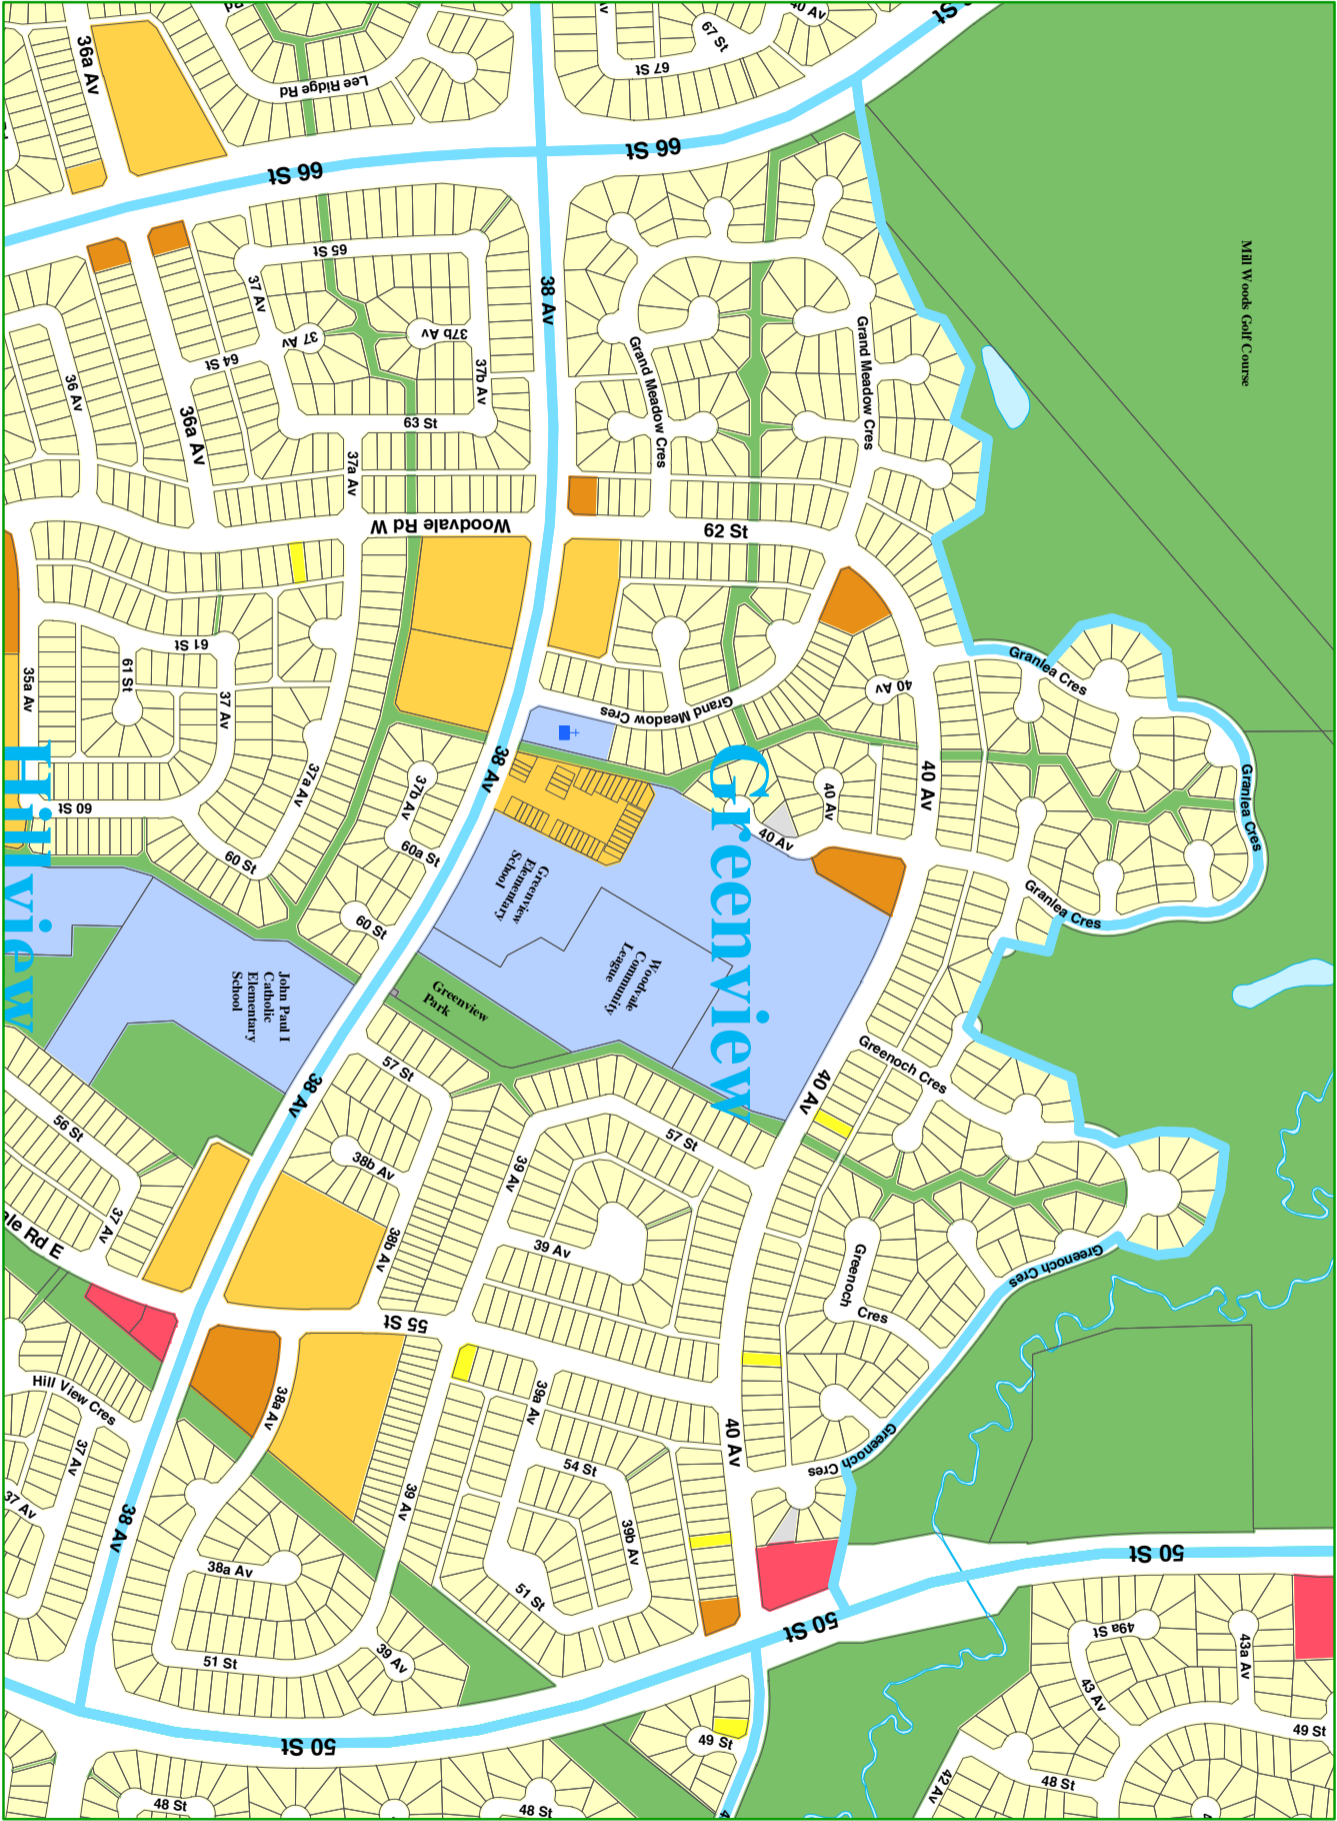 36a Av
Lee Ridge Rd
67 St
67 St
40 Av
66 St
66 St
Mill Woods Golf Course
65 St
37 Av
37 Av
37b Av
37b Av
38 Av
64 St
36 Av
36a Av
63 St
37a Av
Grand Meadow Cres
Grand Meadow Cres
Woodvale Rd W
62 St
61 St
61 St
35a Av
37 Av
37a Av
60 St
60 St
Grand Meadow Cres
40 Av
40 Av
40 Av
40 Av
Granlea Cres
Granlea Cres
Granlea Cres
38 Av
37b Av
60a St
60 St
Hillview
Greenview
Greenview
Elementary
School
Woodvale
Community
League
Greenview
Park
John Paul I
Catholic
Elementary
School
38 Av
57 St
57 St
56 St
37 Av
38b Av
38b Av
39 Av
39 Av
40 Av
Greenoch Cres
Greenoch
Cres
Greenoch Cres
Greenoch
Cres
ale Rd E
55 St
38a Av
39a Av
Hill View Cres
37 Av
37 Av
38 Av
54 St
39 Av
39b Av
40 Av
38a Av
51 St
51 St
39 Av
50 St
50 St
50 St
49a St
43a Av
43 Av
49 St
49 St
48 St
48 St
48 St
42 Av